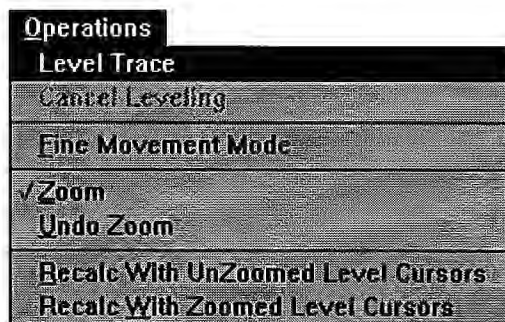 Operations
Level Trace
Cancel Leveling
Fine Movement Mode
√Zoom
Undo Zoom
Recalc With UnZoomed Level Cursors
Recalc With Zoomed Level Cursors